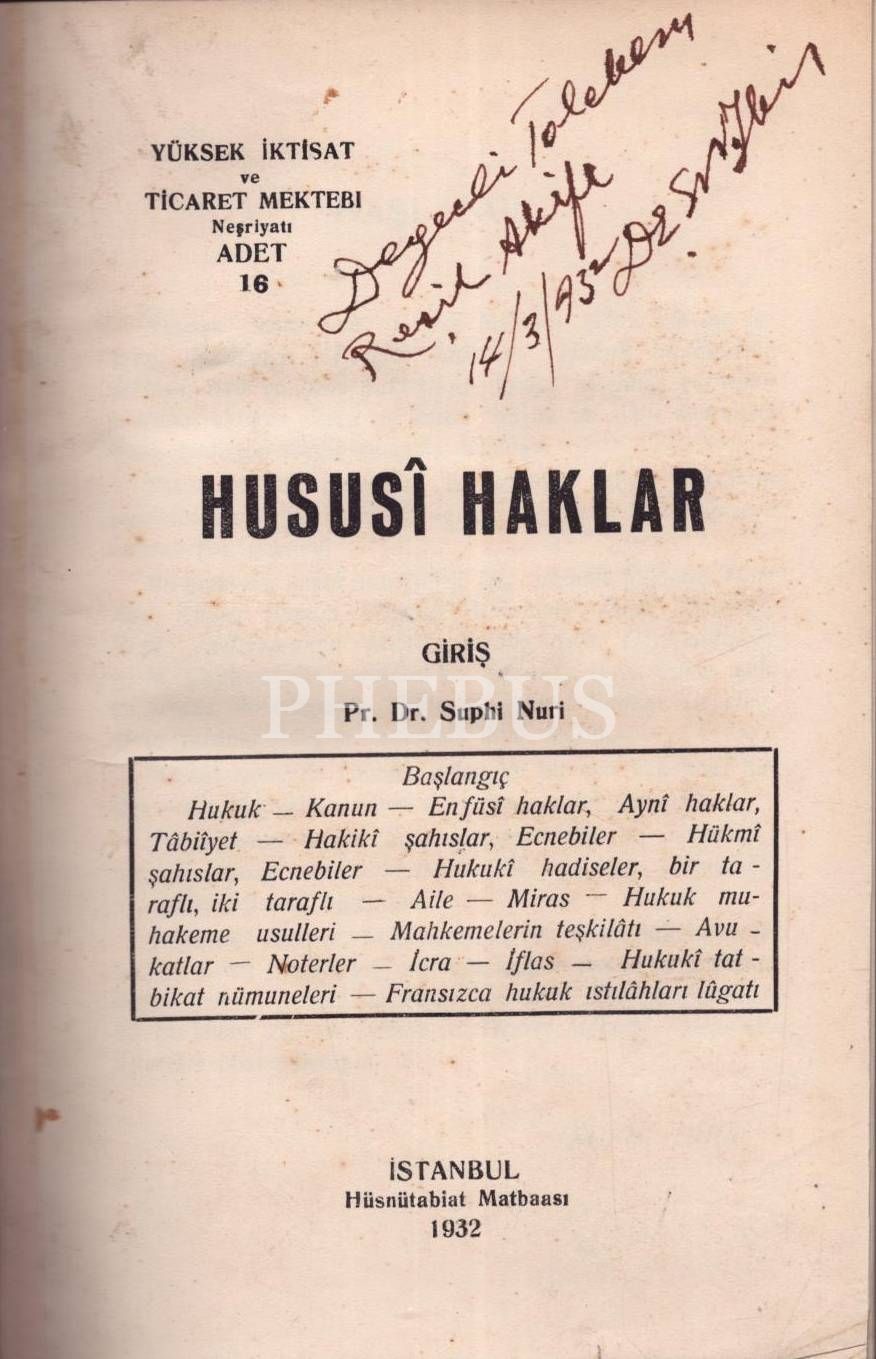 YÜKSEK İKTİSAT
ve
TİCARET MEKTEBI
Neşriyatı
ADET
16
Değerli Talebem
Reşit Akife
14/3/932
HUSUSÎ HAKLAR
GİRİŞ
PHEBUS
Pr. Dr. Suphi Nuri
Başlangıç
Hukuk — Kanun — Enfüsî haklar, Aynî haklar,
Tâbiîyet — Hakikî şahıslar, Ecnebiler — Hükmî
şahıslar, Ecnebiler — Hukukî hadiseler, bir ta -
raflı, iki taraflı — Aile — Miras — Hukuk mu-
hakeme usulleri — Mahkemelerin teşkilâtı — Avu -
katlar — Noterler — İcra — İflas — Hukukî tat -
bikat nümuneleri — Fransızca hukuk ıstılâhları lûgatı
İSTANBUL
Hüsnütabiat Matbaası
1932